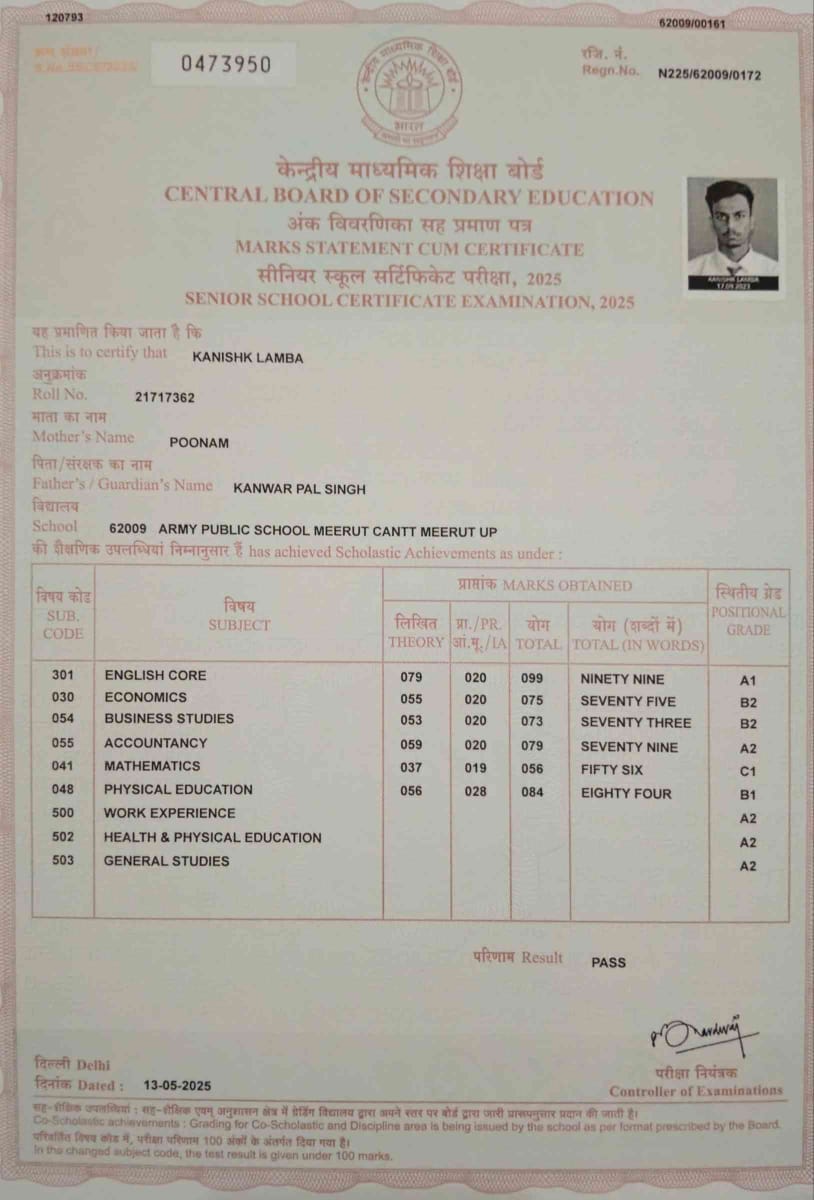 120793
62009/00161
क्रम संख्या/
0473950
रजि. नं.
Regn.No. N225/62009/0172
केन्द्रीय माध्यमिक शिक्षा बोर्ड
भारत
केन्द्रीय माध्यमिक शिक्षा बोर्ड
CENTRAL BOARD OF SECONDARY EDUCATION
अंक विवरणिका सह प्रमाण पत्र
MARKS STATEMENT CUM CERTIFICATE
सीनियर स्कूल सर्टिफिकेट परीक्षा, 2025
SENIOR SCHOOL CERTIFICATE EXAMINATION, 2025
KANISHK LAMBA
17.09.2023
यह प्रमाणित किया जाता है कि
This is to certify that KANISHK LAMBA
अनुक्रमांक
Roll No. 21717362
माता का नाम
Mother's Name POONAM
पिता/संरक्षक का नाम
Father's / Guardian's Name KANWAR PAL SINGH
विद्यालय
School 62009 ARMY PUBLIC SCHOOL MEERUT CANTT MEERUT UP
की शैक्षणिक उपलब्धियां निम्नानुसार हैं has achieved Scholastic Achievements as under :
विषय कोड SUB. CODE
विषय SUBJECT
प्राप्तांक MARKS OBTAINED
लिखित THEORY
प्रा./PR. आं.मू./IA
योग TOTAL
योग (शब्दों में) TOTAL (IN WORDS)
स्थितीय ग्रेड POSITIONAL GRADE
301 ENGLISH CORE 079 020 099 NINETY NINE A1
030 ECONOMICS 055 020 075 SEVENTY FIVE B2
054 BUSINESS STUDIES 053 020 073 SEVENTY THREE B2
055 ACCOUNTANCY 059 020 079 SEVENTY NINE A2
041 MATHEMATICS 037 019 056 FIFTY SIX C1
048 PHYSICAL EDUCATION 056 028 084 EIGHTY FOUR B1
500 WORK EXPERIENCE A2
502 HEALTH & PHYSICAL EDUCATION A2
503 GENERAL STUDIES A2
परिणाम Result PASS
दिल्ली Delhi
दिनांक Dated : 13-05-2025
परीक्षा नियंत्रक
Controller of Examinations
सह-शैक्षिक उपलब्धियां : सह-शैक्षिक एवम् अनुशासन क्षेत्र में ग्रेडिंग विद्यालय द्वारा अपने स्तर पर बोर्ड द्वारा जारी प्रारूपनुसार प्रदान की जाती है।
Co-Scholastic achievements : Grading for Co-Scholastic and Discipline area is being issued by the school as per format prescribed by the Board.
परिवर्तित विषय कोड में, परीक्षा परिणाम 100 अंकों के अंतर्गत दिया गया है।
In the changed subject code, the test result is given under 100 marks.